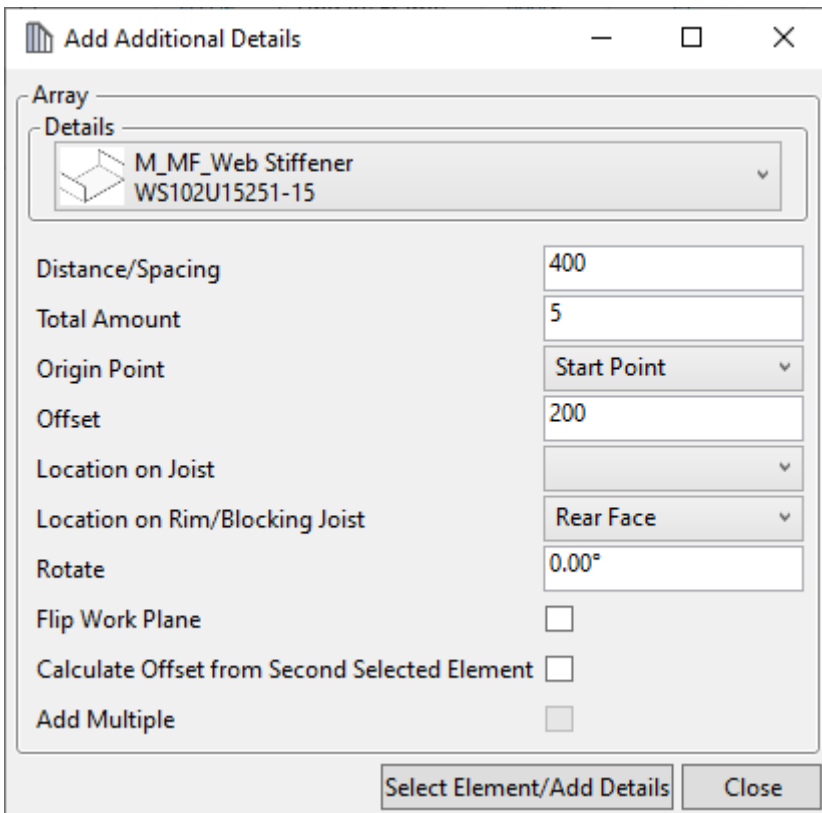 Add Additional Details
Array
Details
M_MF_Web Stiffener
WS102U15251-15
Distance/Spacing 400
Total Amount 5
Origin Point Start Point
Offset 200
Location on Joist
Location on Rim/Blocking Joist Rear Face
Rotate 0.00°
Flip Work Plane
Calculate Offset from Second Selected Element
Add Multiple
Select Element/Add Details Close